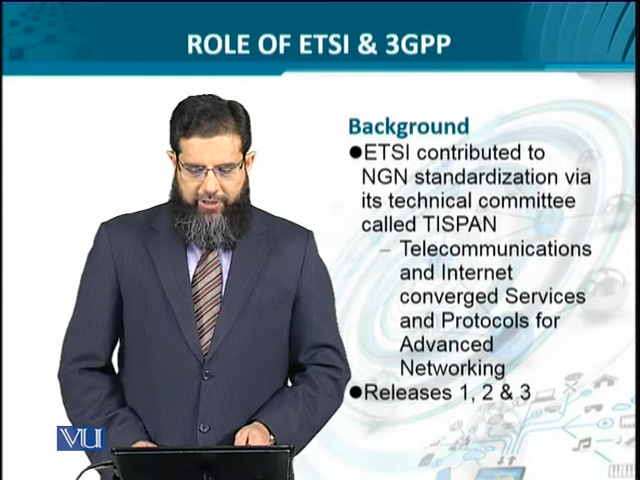 ROLE OF ETSI & 3GPP
Background
●ETSI contributed to
NGN standardization via
its technical committee
called TISPAN
– Telecommunications
and Internet
converged Services
and Protocols for
Advanced
Networking
●Releases 1, 2 & 3
VU